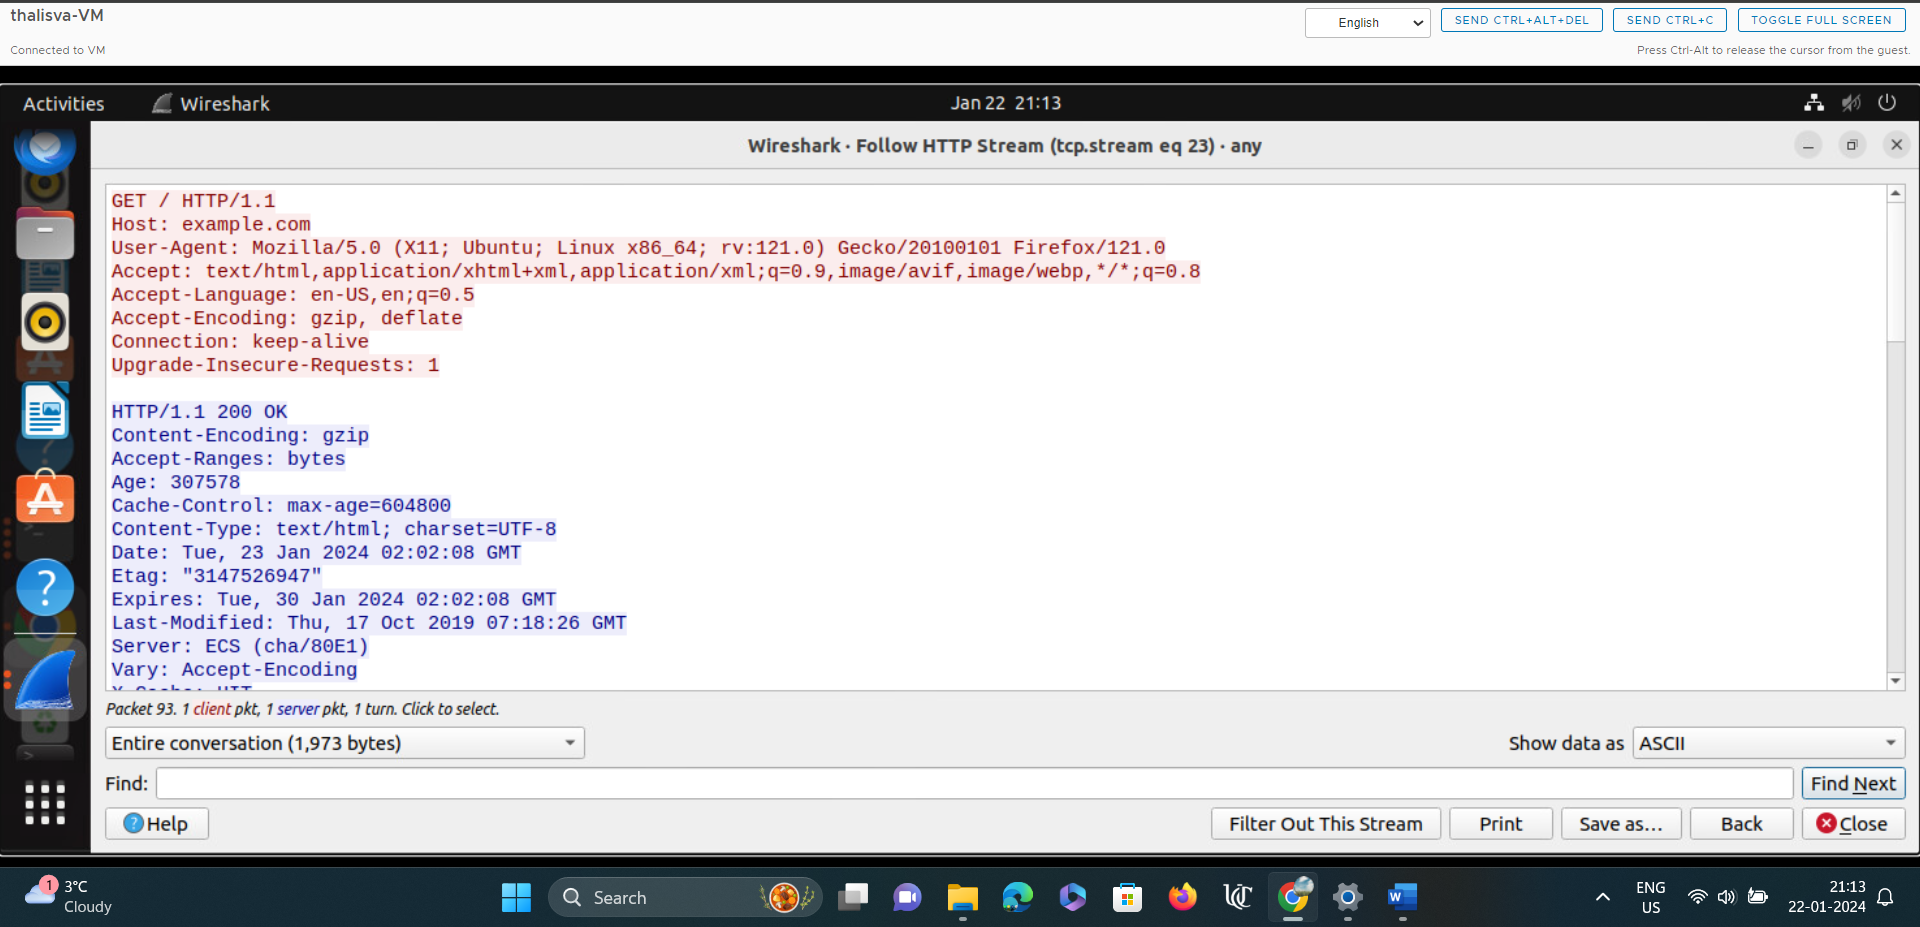 thalisva-VM
English
SEND CTRL+ALT+DEL
SEND CTRL+C
TOGGLE FULL SCREEN
Connected to VM
Press Ctrl-Alt to release the cursor from the guest.
Activities
Wireshark
Jan 22 21:13
Wireshark · Follow HTTP Stream (tcp.stream eq 23) · any
GET / HTTP/1.1
Host: example.com
User-Agent: Mozilla/5.0 (X11; Ubuntu; Linux x86_64; rv:121.0) Gecko/20100101 Firefox/121.0
Accept: text/html,application/xhtml+xml,application/xml;q=0.9,image/avif,image/webp,*/*;q=0.8
Accept-Language: en-US,en;q=0.5
Accept-Encoding: gzip, deflate
Connection: keep-alive
Upgrade-Insecure-Requests: 1
HTTP/1.1 200 OK
Content-Encoding: gzip
Accept-Ranges: bytes
Age: 307578
Cache-Control: max-age=604800
Content-Type: text/html; charset=UTF-8
Date: Tue, 23 Jan 2024 02:02:08 GMT
Etag: "3147526947"
Expires: Tue, 30 Jan 2024 02:02:08 GMT
Last-Modified: Thu, 17 Oct 2019 07:18:26 GMT
Server: ECS (cha/80E1)
Vary: Accept-Encoding
X-Cache: HIT
Packet 93. 1 client pkt, 1 server pkt, 1 turn. Click to select.
Entire conversation (1,973 bytes)
Show data as
ASCII
Find:
Find Next
Help
Filter Out This Stream
Print
Save as…
Back
Close
1
3°C
Cloudy
Search
ENG
US
21:13
22-01-2024